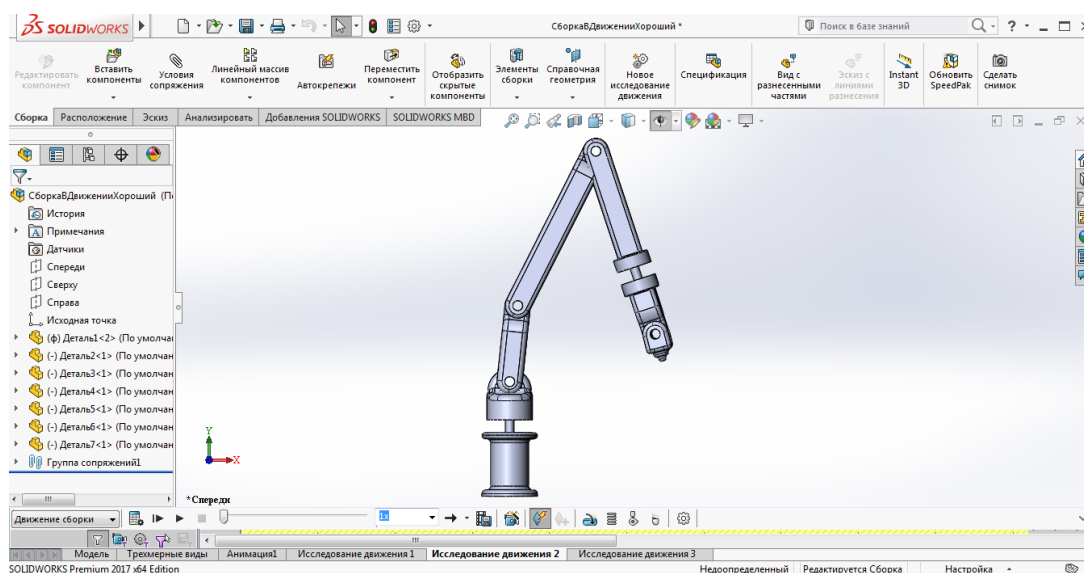 SOLIDWORKS
СборкаВДвиженииХороший *
Поиск в базе знаний
Редактировать компонент
Вставить компоненты
Условия сопряжения
Линейный массив компонентов
Автокрепежи
Переместить компонент
Отобразить скрытые компоненты
Элементы сборки
Справочная геометрия
Новое исследование движения
Спецификация
Вид с разнесенными частями
Эскиз с линиями разнесения
Instant 3D
Обновить SpeedPak
Сделать снимок
Сборка Расположение Эскиз Анализировать Добавления SOLIDWORKS SOLIDWORKS MBD
СборкаВДвиженииХороший (П
История
Примечания
Датчики
Спереди
Сверху
Справа
Исходная точка
(ф) Деталь1<2> (По умолча
(-) Деталь2<1> (По умолчан
(-) Деталь3<1> (По умолчан
(-) Деталь4<1> (По умолчан
(-) Деталь5<1> (По умолчан
(-) Деталь6<1> (По умолчан
(-) Деталь7<1> (По умолчан
Группа сопряжений1
Y
X
*Спереди
Движение сборки 1x
Модель Трехмерные виды Анимация1 Исследование движения 1 Исследование движения 2 Исследование движения 3
SOLIDWORKS Premium 2017 x64 Edition Недоопределенный Редактируется Сборка Настройка